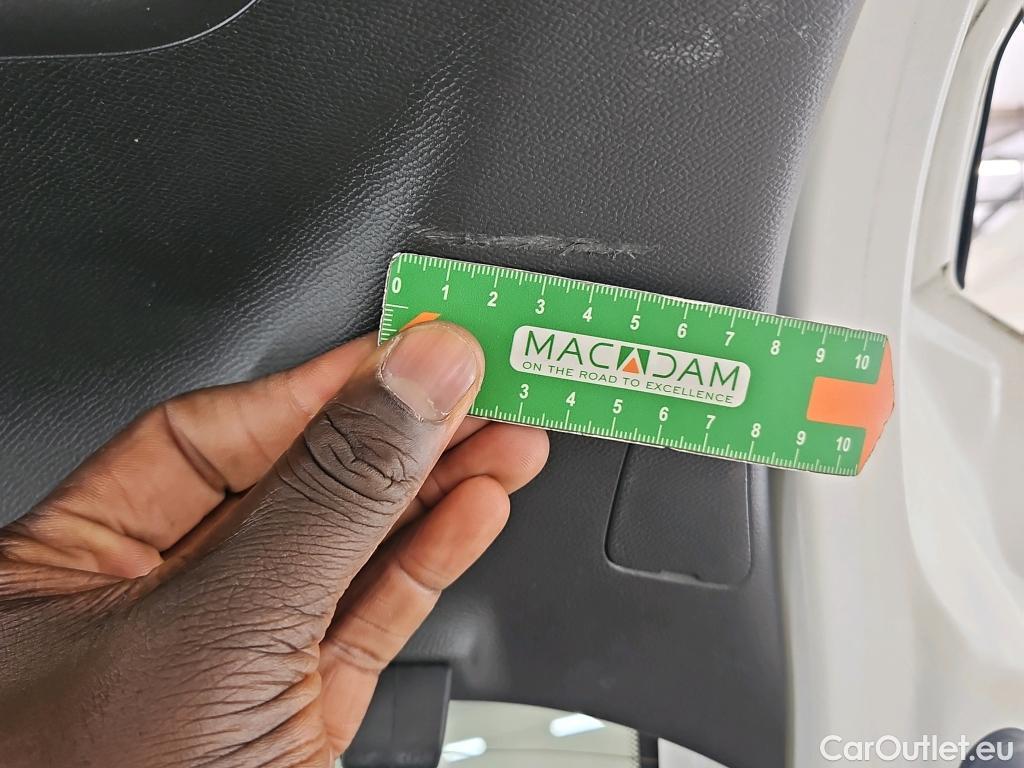 0 1 2 3 4 5 6 7 8 9 10
MACADAM
ON THE ROAD TO EXCELLENCE
3 4 5 6 7 8 9 10
CarOutlet.eu